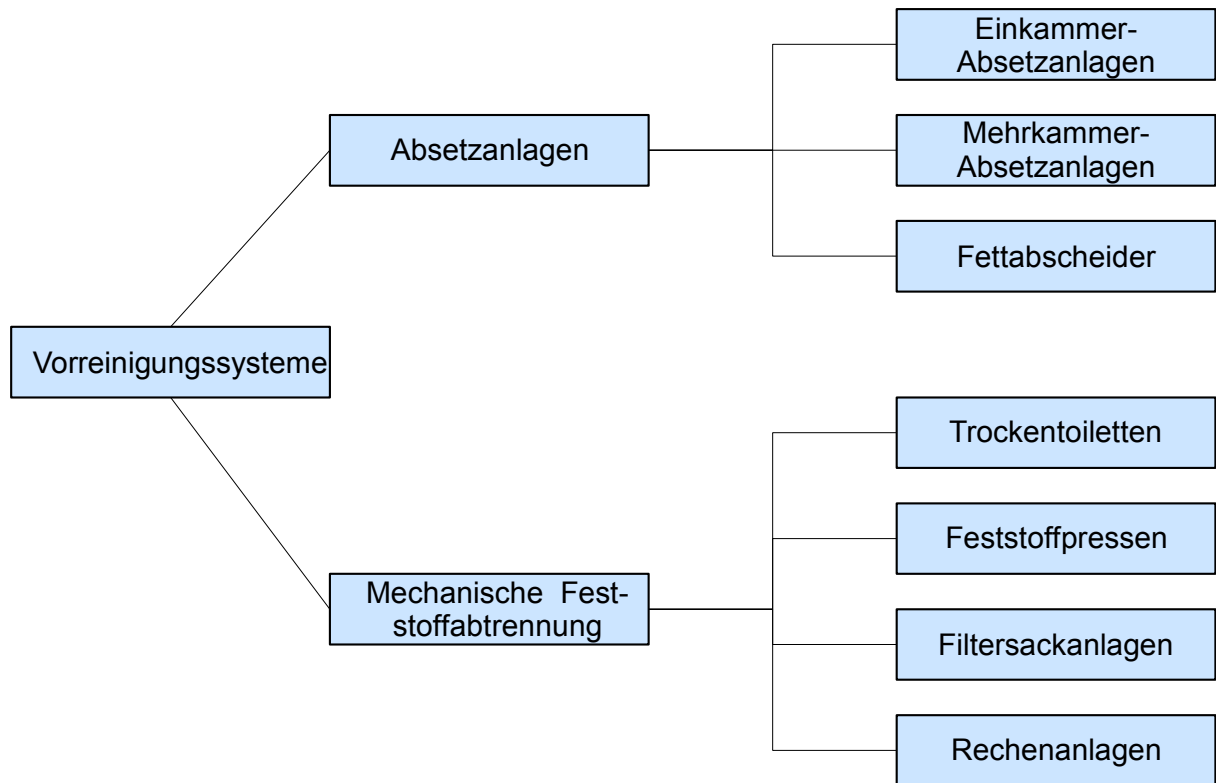 Einkammer-
Absetzanlagen
Absetzanlagen
Mehrkammer-
Absetzanlagen
Fettabscheider
Vorreinigungssysteme
Trockentoiletten
Feststoffpressen
Mechanische Fest-
stoffabtrennung
Filtersackanlagen
Rechenanlagen